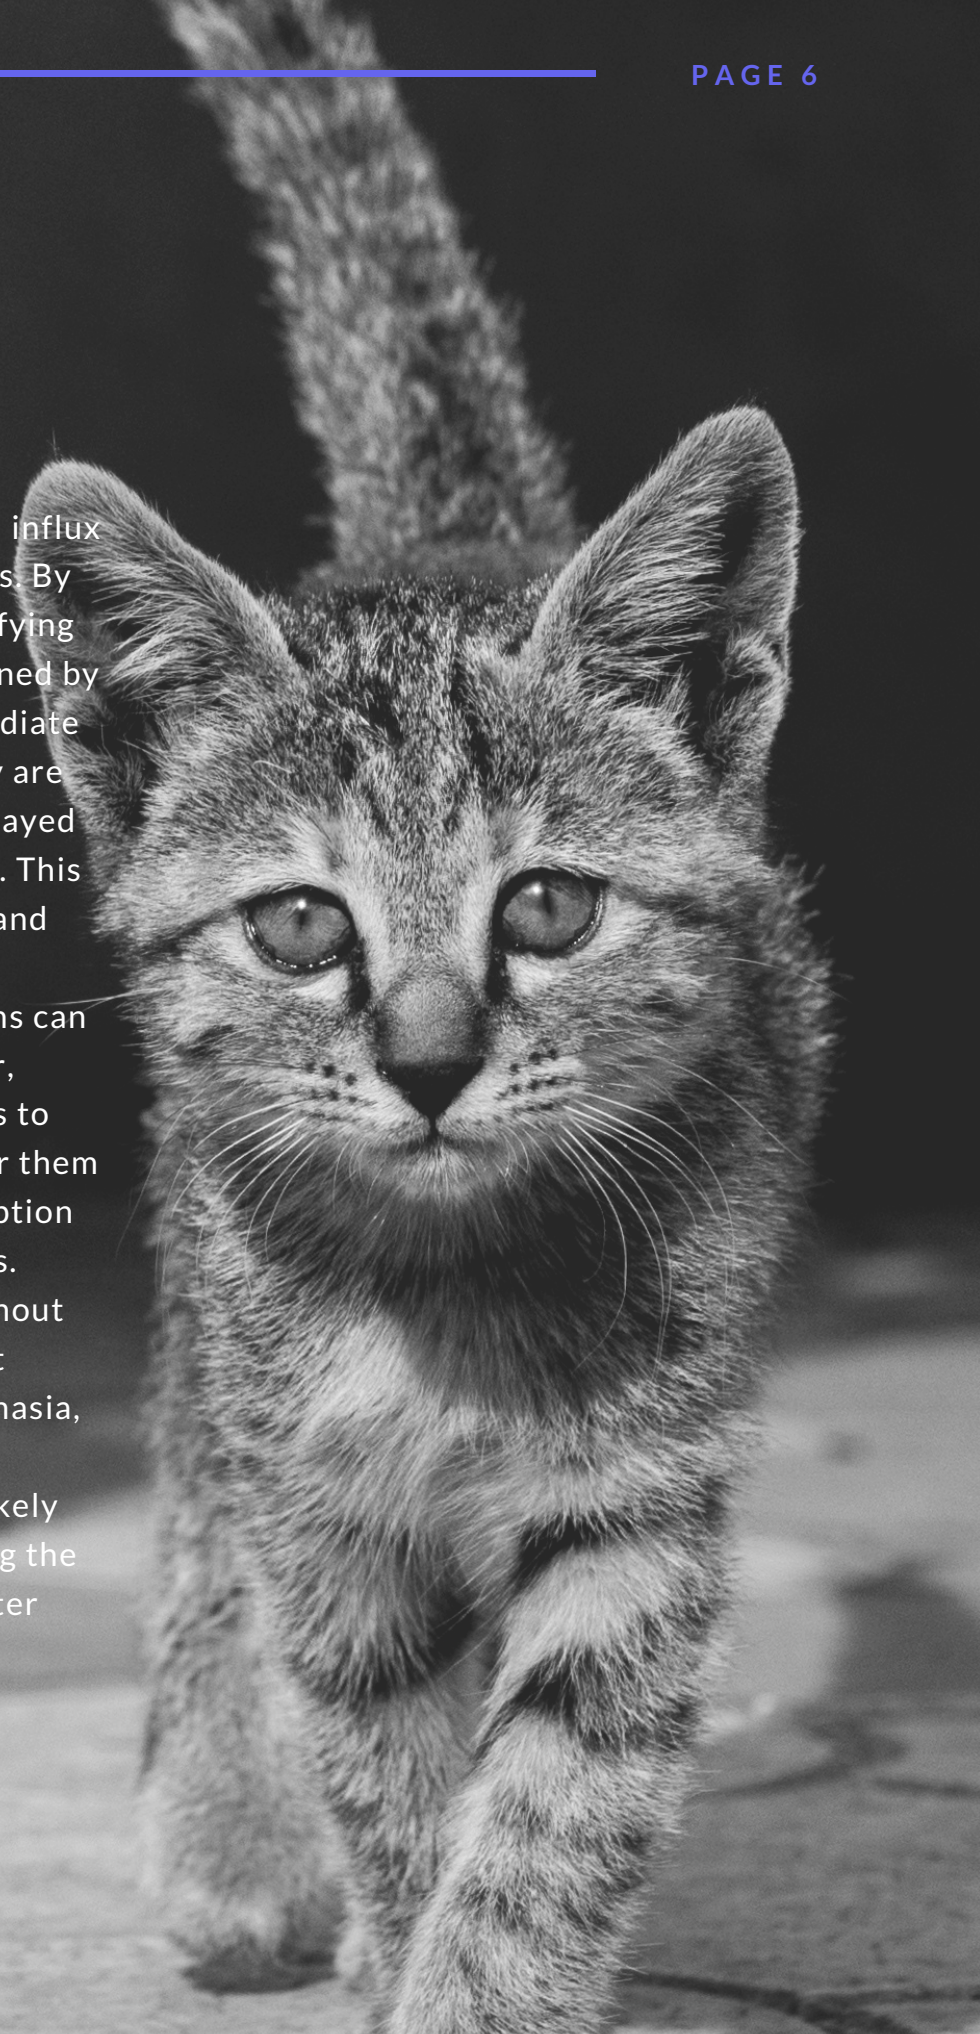 PAGE 6
influx
s. By
fying
ned by
diate
are
ayed
. This
and
ns can
r,
s to
r them
ption
s.
hout
t
nasia,
kely
g the
ter